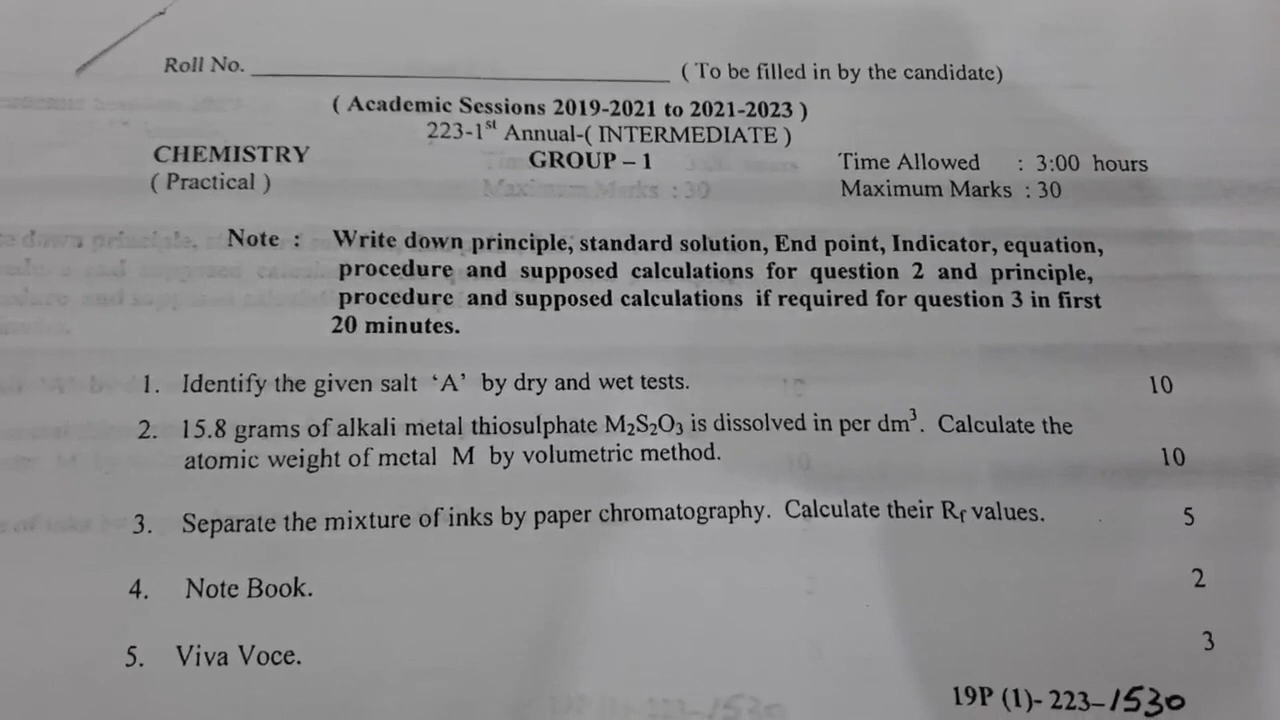 Roll No. ____________________ ( To be filled in by the candidate)
( Academic Sessions 2019-2021 to 2021-2023 )
223-1st Annual-( INTERMEDIATE )
CHEMISTRY GROUP – 1 Time Allowed : 3:00 hours
( Practical ) Maximum Marks : 30
Note : Write down principle, standard solution, End point, Indicator, equation,
procedure and supposed calculations for question 2 and principle,
procedure and supposed calculations if required for question 3 in first
20 minutes.
1. Identify the given salt ‘A’ by dry and wet tests. 10
2. 15.8 grams of alkali metal thiosulphate M₂S₂O₃ is dissolved in per dm³. Calculate the
atomic weight of metal M by volumetric method. 10
3. Separate the mixture of inks by paper chromatography. Calculate their Rf values. 5
4. Note Book. 2
5. Viva Voce. 3
19P (1)- 223–1530